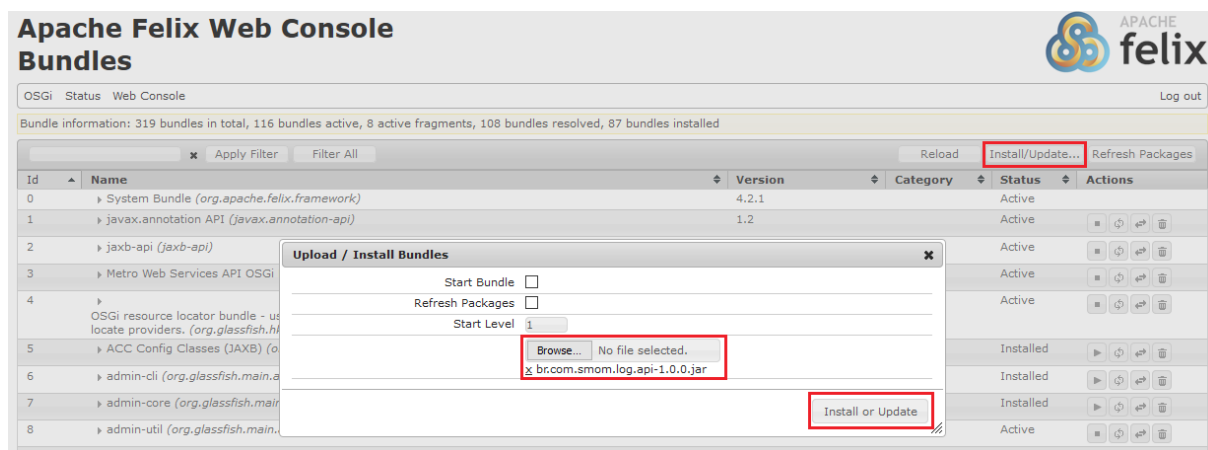 Apache Felix Web Console
Bundles
APACHE
felix
OSGi Status Web Console Log out
Bundle information: 319 bundles in total, 116 bundles active, 8 active fragments, 108 bundles resolved, 87 bundles installed
x Apply Filter Filter All Reload Install/Update... Refresh Packages
Id Name Version Category Status Actions
0 System Bundle (org.apache.felix.framework) 4.2.1 Active
1 javax.annotation API (javax.annotation-api) 1.2 Active
2 jaxb-api (jaxb-api) Active
3 Metro Web Services API OSGi Active
4 Active
OSGi resource locator bundle - us
locate providers. (org.glassfish.h
5 ACC Config Classes (JAXB) (o Installed
6 admin-cli (org.glassfish.main.a Installed
7 admin-core (org.glassfish.mair Installed
8 admin-util (org.glassfish.main. Active
Upload / Install Bundles x
Start Bundle
Refresh Packages
Start Level 1
Browse... No file selected.
x br.com.smom.log.api-1.0.0.jar
Install or Update